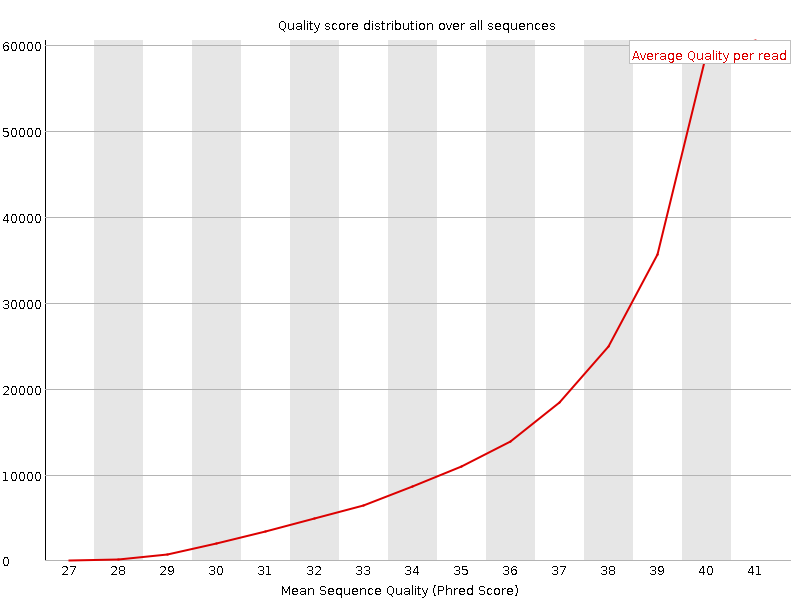 Quality score distribution over all sequences
Average Quality per read
60000
50000
40000
30000
20000
10000
0
27 28 29 30 31 32 33 34 35 36 37 38 39 40 41
Mean Sequence Quality (Phred Score)